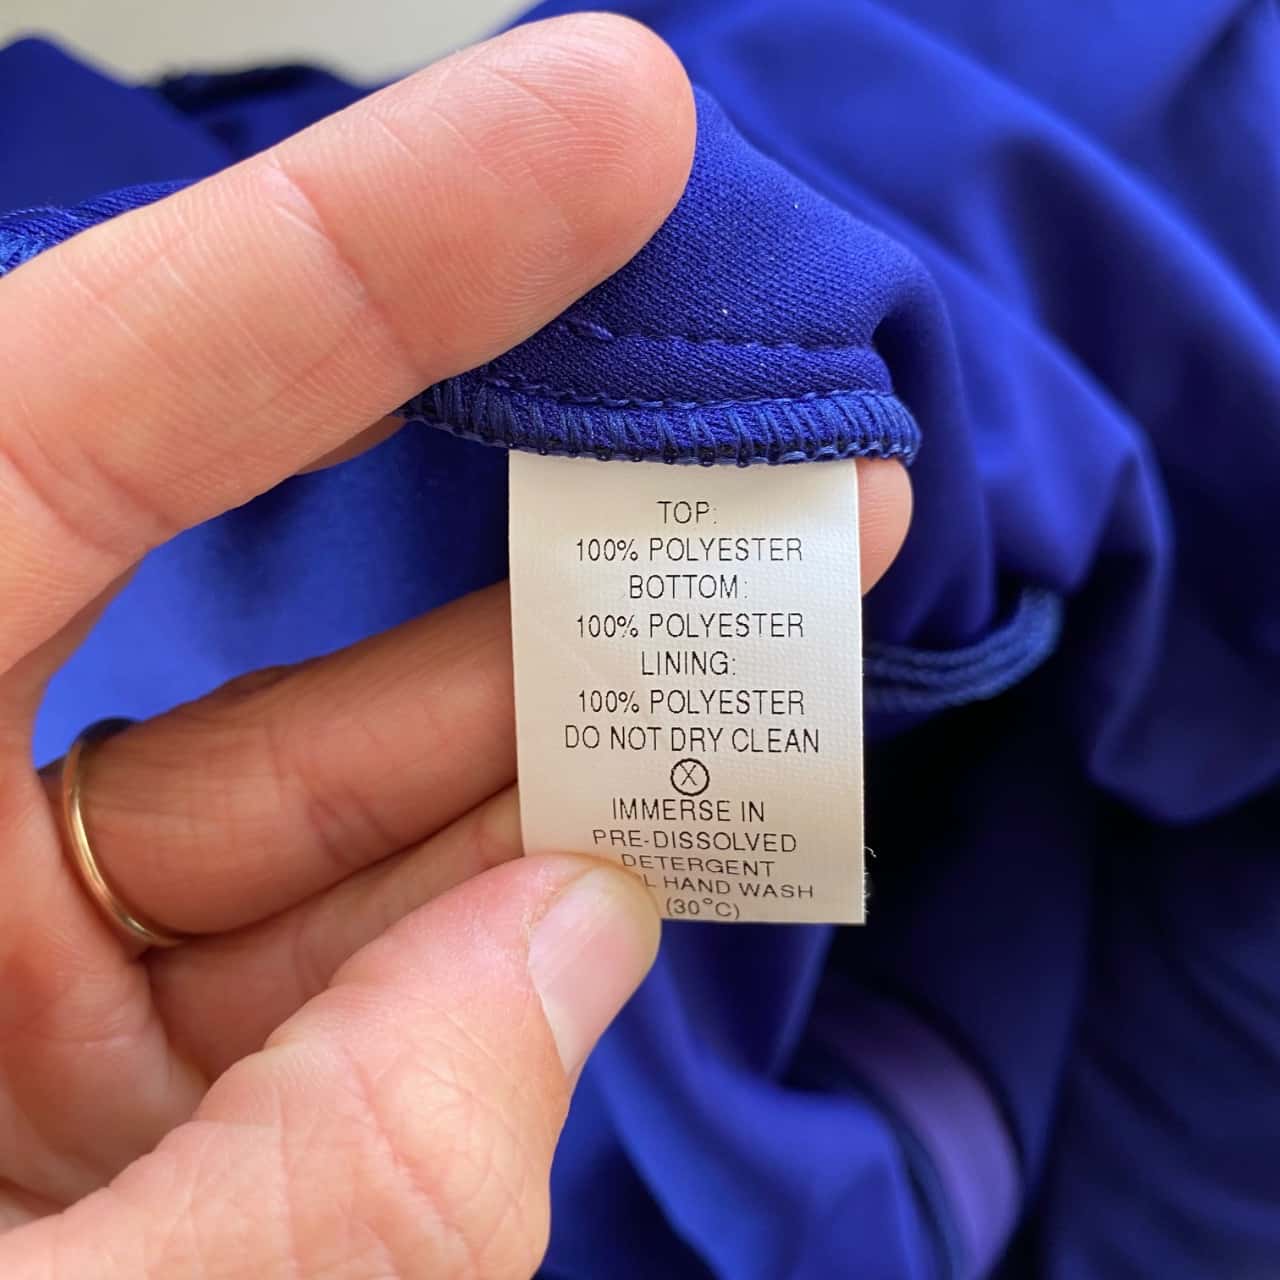 TOP:
100% POLYESTER
BOTTOM:
100% POLYESTER
LINING:
100% POLYESTER
DO NOT DRY CLEAN
X
IMMERSE IN
PRE-DISSOLVED
DETERGENT
HAND WASH
(30°C)